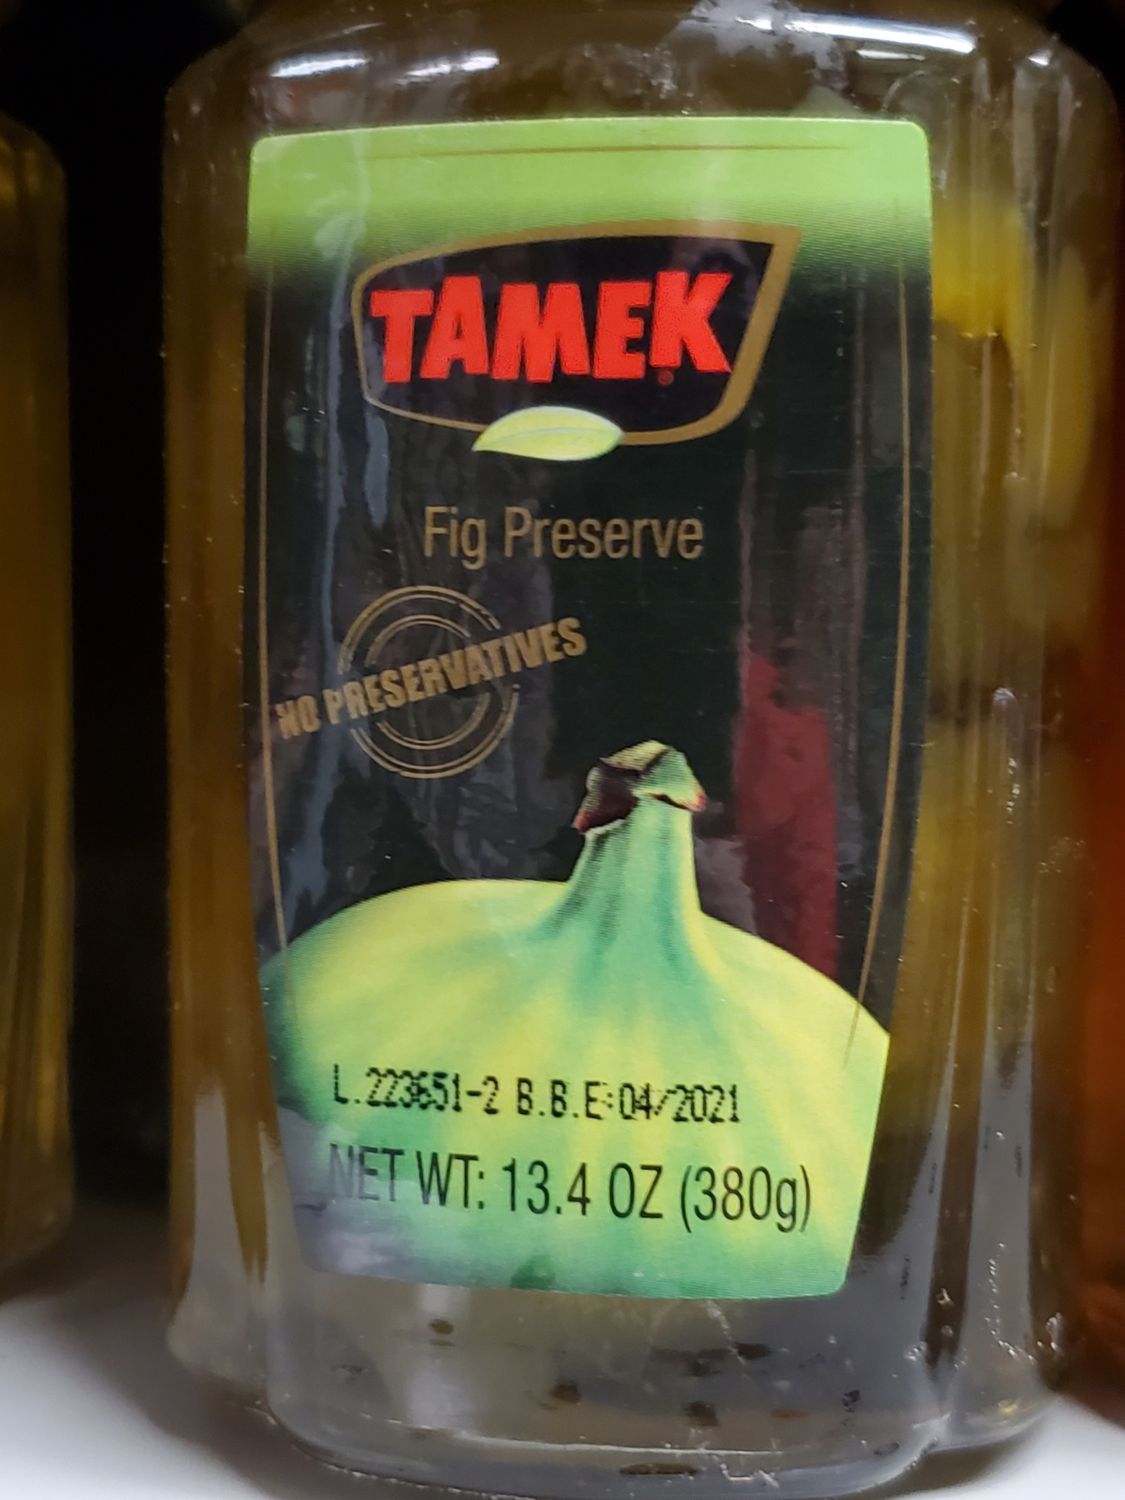 TAMEK
Fig Preserve
NO PRESERVATIVES
L.223651-2 B.B.E:04/2021
NET WT: 13.4 OZ (380g)